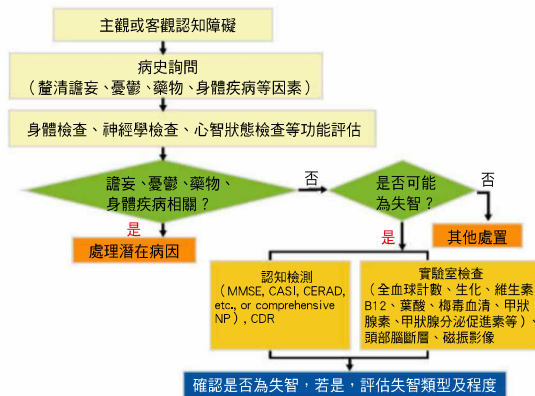 主觀或客觀認知障礙
病史詢問
（釐清譫妄、憂鬱、藥物、身體疾病等因素）
身體檢查、神經學檢查、心智狀態檢查等功能評估
譫妄、憂鬱、藥物、
身體疾病相關？
否
是否可能
為失智？
否
是
處理潛在病因
是
其他處置
認知檢測
（MMSE, CASI, CERAD,
etc., or comprehensive
NP）, CDR
實驗室檢查
（全血球計數、生化、維生素
B12、葉酸、梅毒血清、甲狀
腺素、甲狀腺分泌促進素等）、
頭部腦斷層、磁振影像
確認是否為失智，若是，評估失智類型及程度